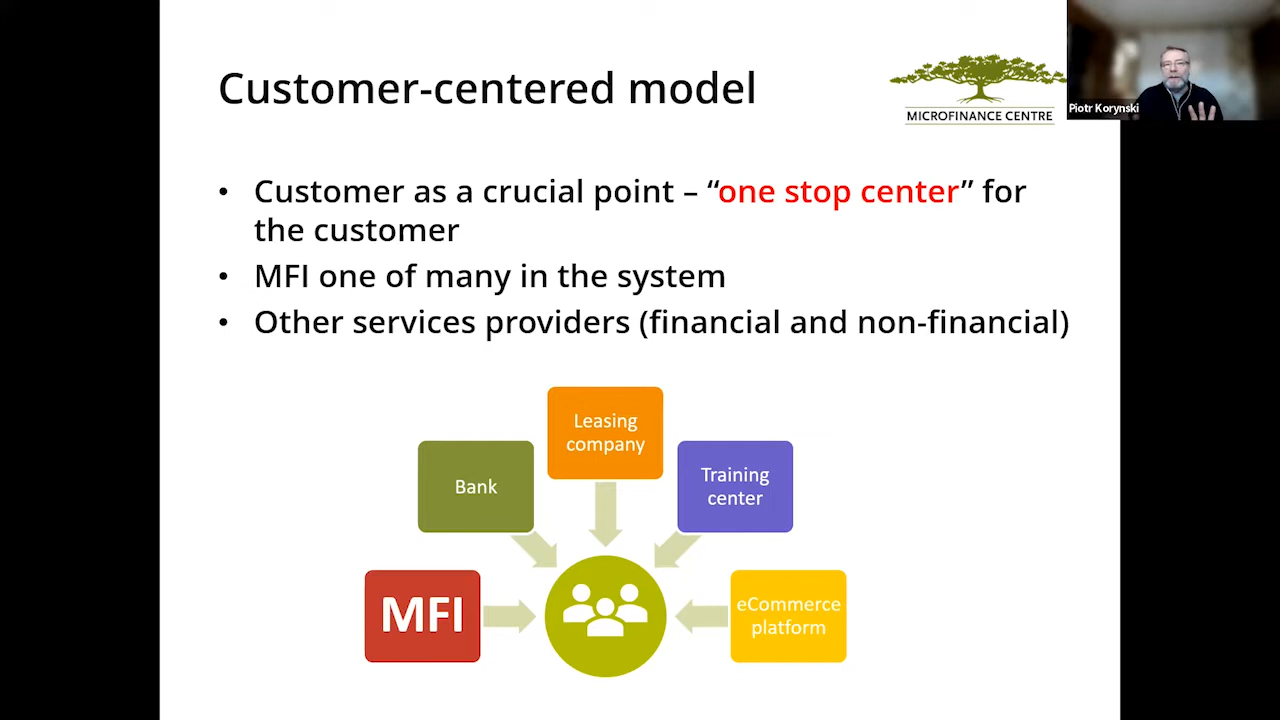 Customer-centered model
MICROFINANCE CENTRE
Piotr Korynski
• Customer as a crucial point – “one stop center” for
the customer
• MFI one of many in the system
• Other services providers (financial and non-financial)
Leasing
company
Bank
Training
center
MFI
eCommerce
platform